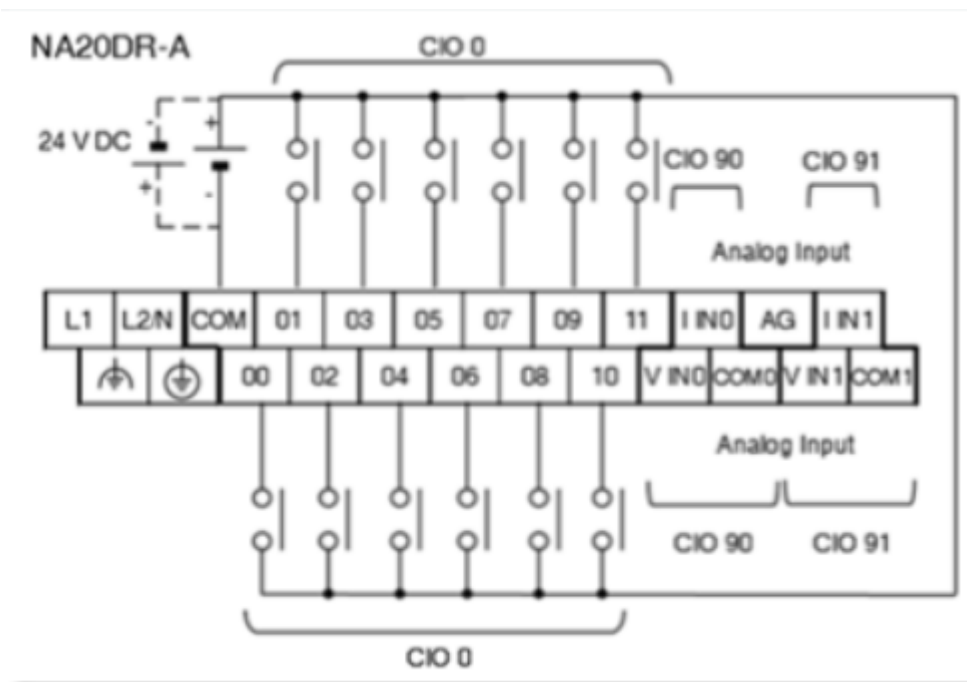 NA20DR-A
CIO 0
24 V DC
-
+
+
-
CIO 90
CIO 91
Analog Input
L1 L2/N COM 01 03 05 07 09 11 I IN0 AG I IN1
00 02 04 06 08 10 V IN0 COM0 V IN1 COM1
Analog Input
CIO 90
CIO 91
CIO 0